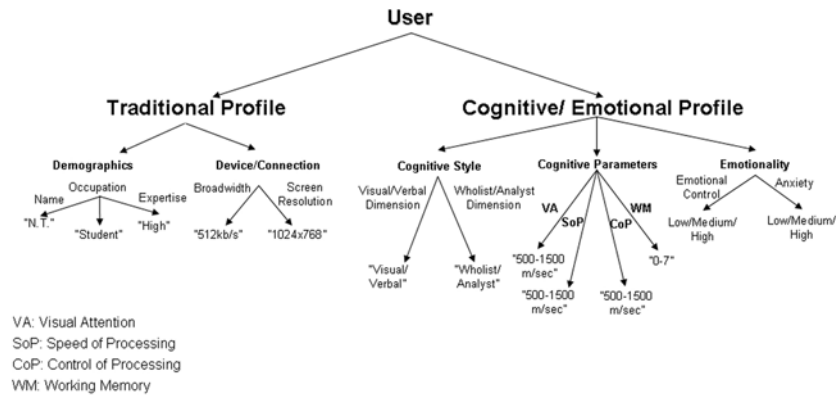 User
Traditional Profile
Cognitive/ Emotional Profile
Demographics
Device/Connection
Cognitive Style
Cognitive Parameters
Emotionality
Occupation
Name
Expertise
"N.T."
"Student"
"High"
Broadwidth
Screen
Resolution
"512kb/s"
"1024x768"
Visual/Verbal
Dimension
Wholist/Analyst
Dimension
"Visual/
Verbal"
"Wholist/
Analyst"
VA
SoP
CoP
WM
"500-1500
m/sec"
"500-1500
m/sec"
"500-1500
m/sec"
"0-7"
Emotional
Control
Anxiety
Low/Medium/
High
Low/Medium/
High
VA: Visual Attention
SoP: Speed of Processing
CoP: Control of Processing
WM: Working Memory